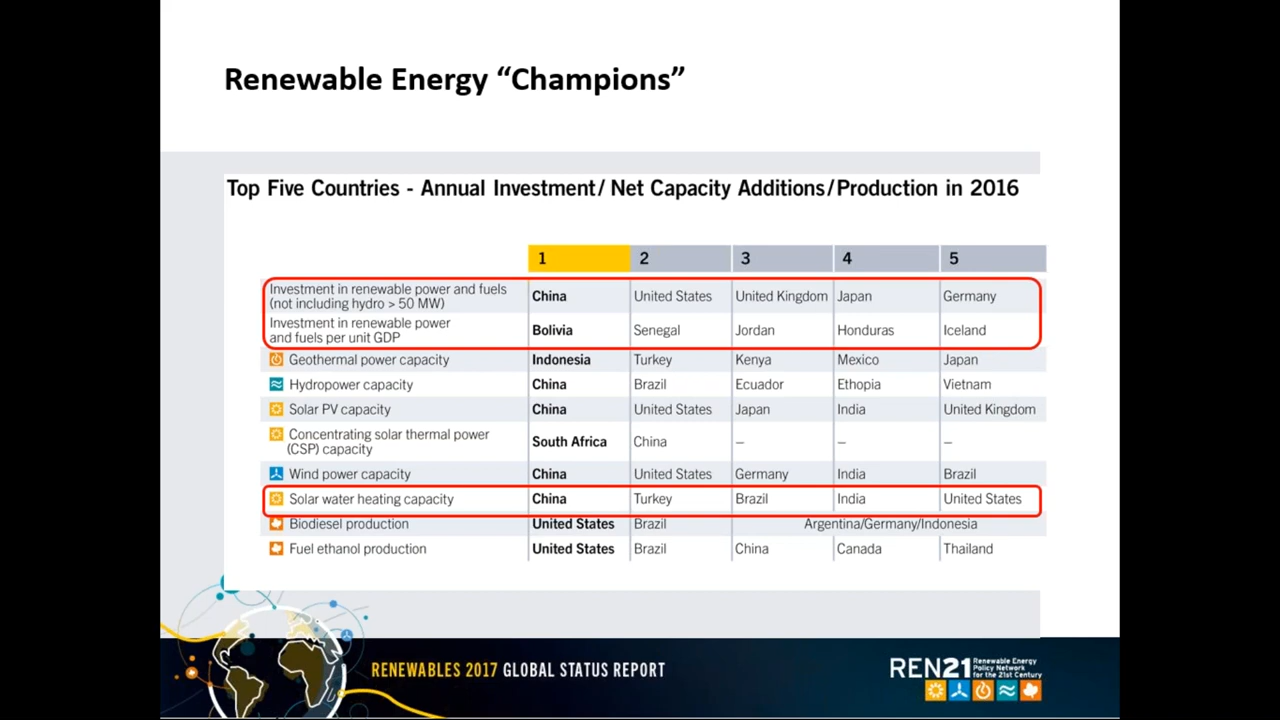 Renewable Energy “Champions”
Top Five Countries - Annual Investment/ Net Capacity Additions/Production in 2016
1 2 3 4 5
Investment in renewable power and fuels
(not including hydro > 50 MW) China United States United Kingdom Japan Germany
Investment in renewable power
and fuels per unit GDP Bolivia Senegal Jordan Honduras Iceland
Geothermal power capacity Indonesia Turkey Kenya Mexico Japan
Hydropower capacity China Brazil Ecuador Ethopia Vietnam
Solar PV capacity China United States Japan India United Kingdom
Concentrating solar thermal power
(CSP) capacity South Africa China – – –
Wind power capacity China United States Germany India Brazil
Solar water heating capacity China Turkey Brazil India United States
Biodiesel production United States Brazil Argentina/Germany/Indonesia
Fuel ethanol production United States Brazil China Canada Thailand
RENEWABLES 2017 GLOBAL STATUS REPORT
REN21 Renewable Energy
Policy Network
for the 21st Century